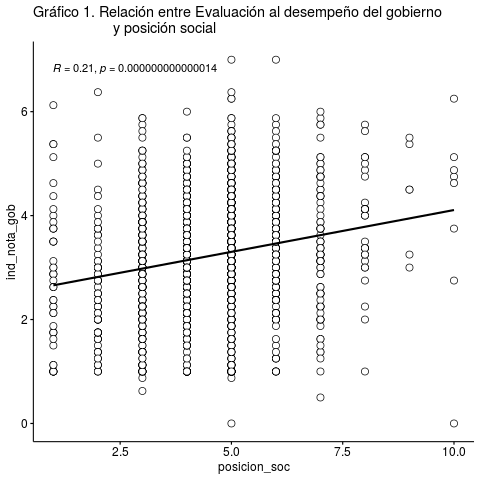 Gráfico 1. Relación entre Evaluación al desempeño del gobierno
y posición social
R = 0.21, p = 0.000000000000014
6
4
2
0
ind_nota_gob
2.5 5.0 7.5 10.0
posicion_soc